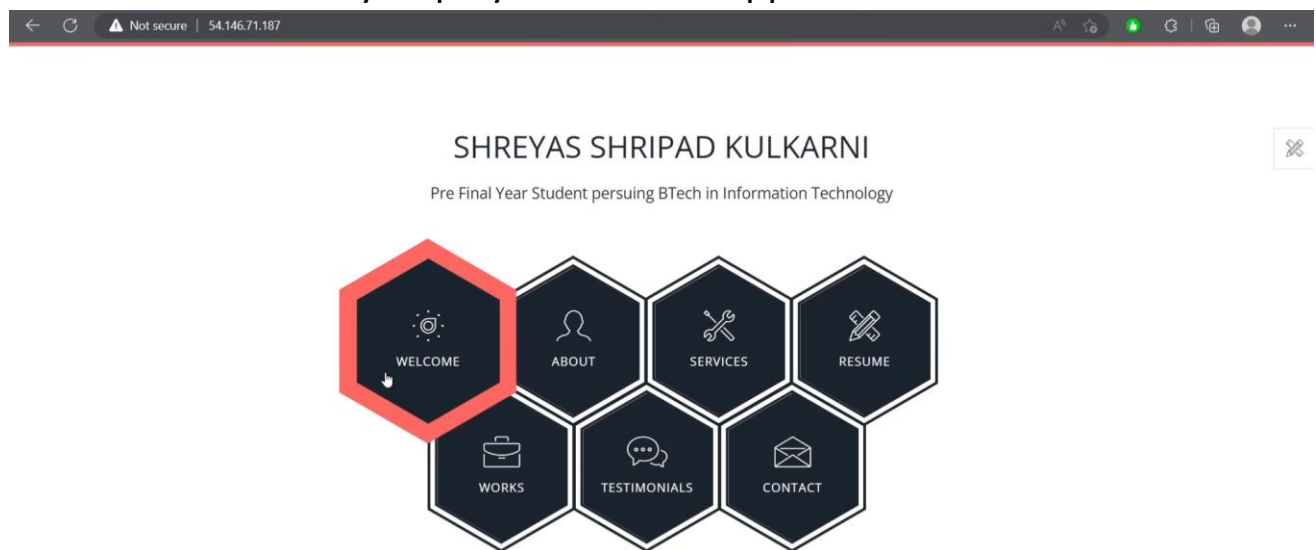 Not secure | 54.146.71.187
SHREYAS SHRIPAD KULKARNI
Pre Final Year Student persuing BTech in Information Technology
WELCOME
ABOUT
SERVICES
RESUME
WORKS
TESTIMONIALS
CONTACT